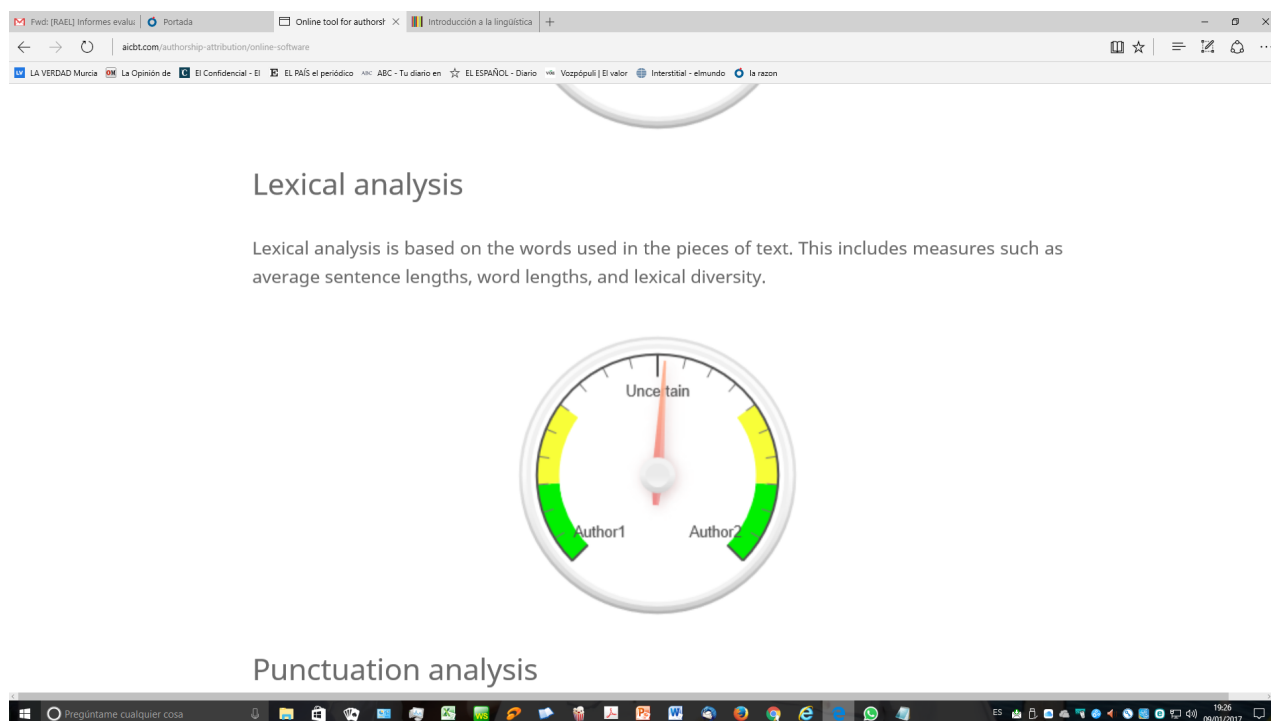 Fwd: [RAEL] Informes evalu
Portada
Online tool for authorsh
Introducción a la lingüística
aicbt.com/authorship-attribution/online-software
LV LA VERDAD Murcia
OM La Opinión de
C El Confidencial - El
E EL PAÍS el periódico
ABC ABC - Tu diario en
EL ESPAÑOL - Diario
Vozpópuli | El valor
Interstitial - elmundo
la razon
Lexical analysis
Lexical analysis is based on the words used in the pieces of text. This includes measures such as
average sentence lengths, word lengths, and lexical diversity.
Uncertain
Author1
Author2
Punctuation analysis
Pregúntame cualquier cosa
WS
ES
19:26
09/01/2017